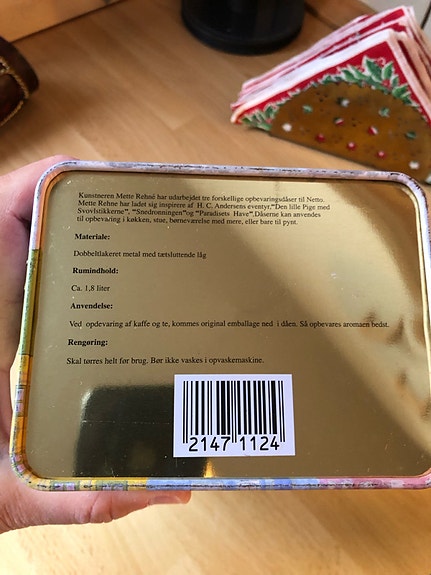 Kunstneren Mette Rehne har udarbejdet tre forskellige opbevaringsdåser til Netto.
Mette Rehne har ladet sig inspirere af H. C. Andersens eventyr,"Den lille Pige med
Svovlstikkerne", "Snedronningen"og "Paradisets Have".Dåserne kan anvendes
til opbevaring i køkken, stue, børneværelse med mere, eller bare til pynt.
Materiale:
Dobbeltlakeret metal med tætsluttende låg
Rumindhold:
Ca. 1,8 liter
Anvendelse:
Ved opdevaring af kaffe og te, kommes original emballage ned i dåen. Så opbevares aromaen bedst.
Rengøring:
Skal tørres helt før brug. Bør ikke vaskes i opvaskemaskine.
2147 1124